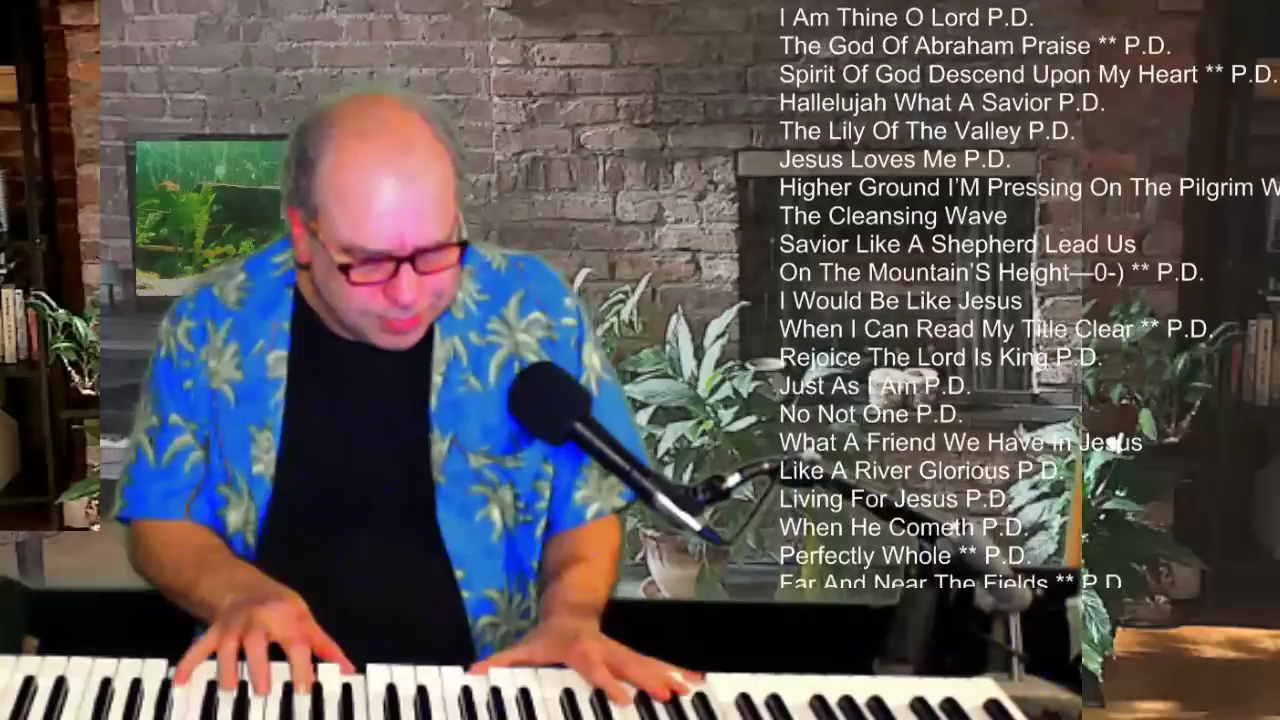 I Am Thine O Lord P.D.
The God Of Abraham Praise ** P.D.
Spirit Of God Descend Upon My Heart ** P.D.
Hallelujah What A Savior P.D.
The Lily Of The Valley P.D.
Jesus Loves Me P.D.
Higher Ground I’M Pressing On The Pilgrim W
The Cleansing Wave
Savior Like A Shepherd Lead Us
On The Mountain’S Height—0-) ** P.D.
I Would Be Like Jesus
When I Can Read My Title Clear ** P.D.
Rejoice The Lord Is King P.D.
Just As I Am P.D.
No Not One P.D.
What A Friend We Have In Jesus
Like A River Glorious P.D.
Living For Jesus P.D.
When He Cometh P.D.
Perfectly Whole ** P.D.
Far And Near The Fields ** P.D.